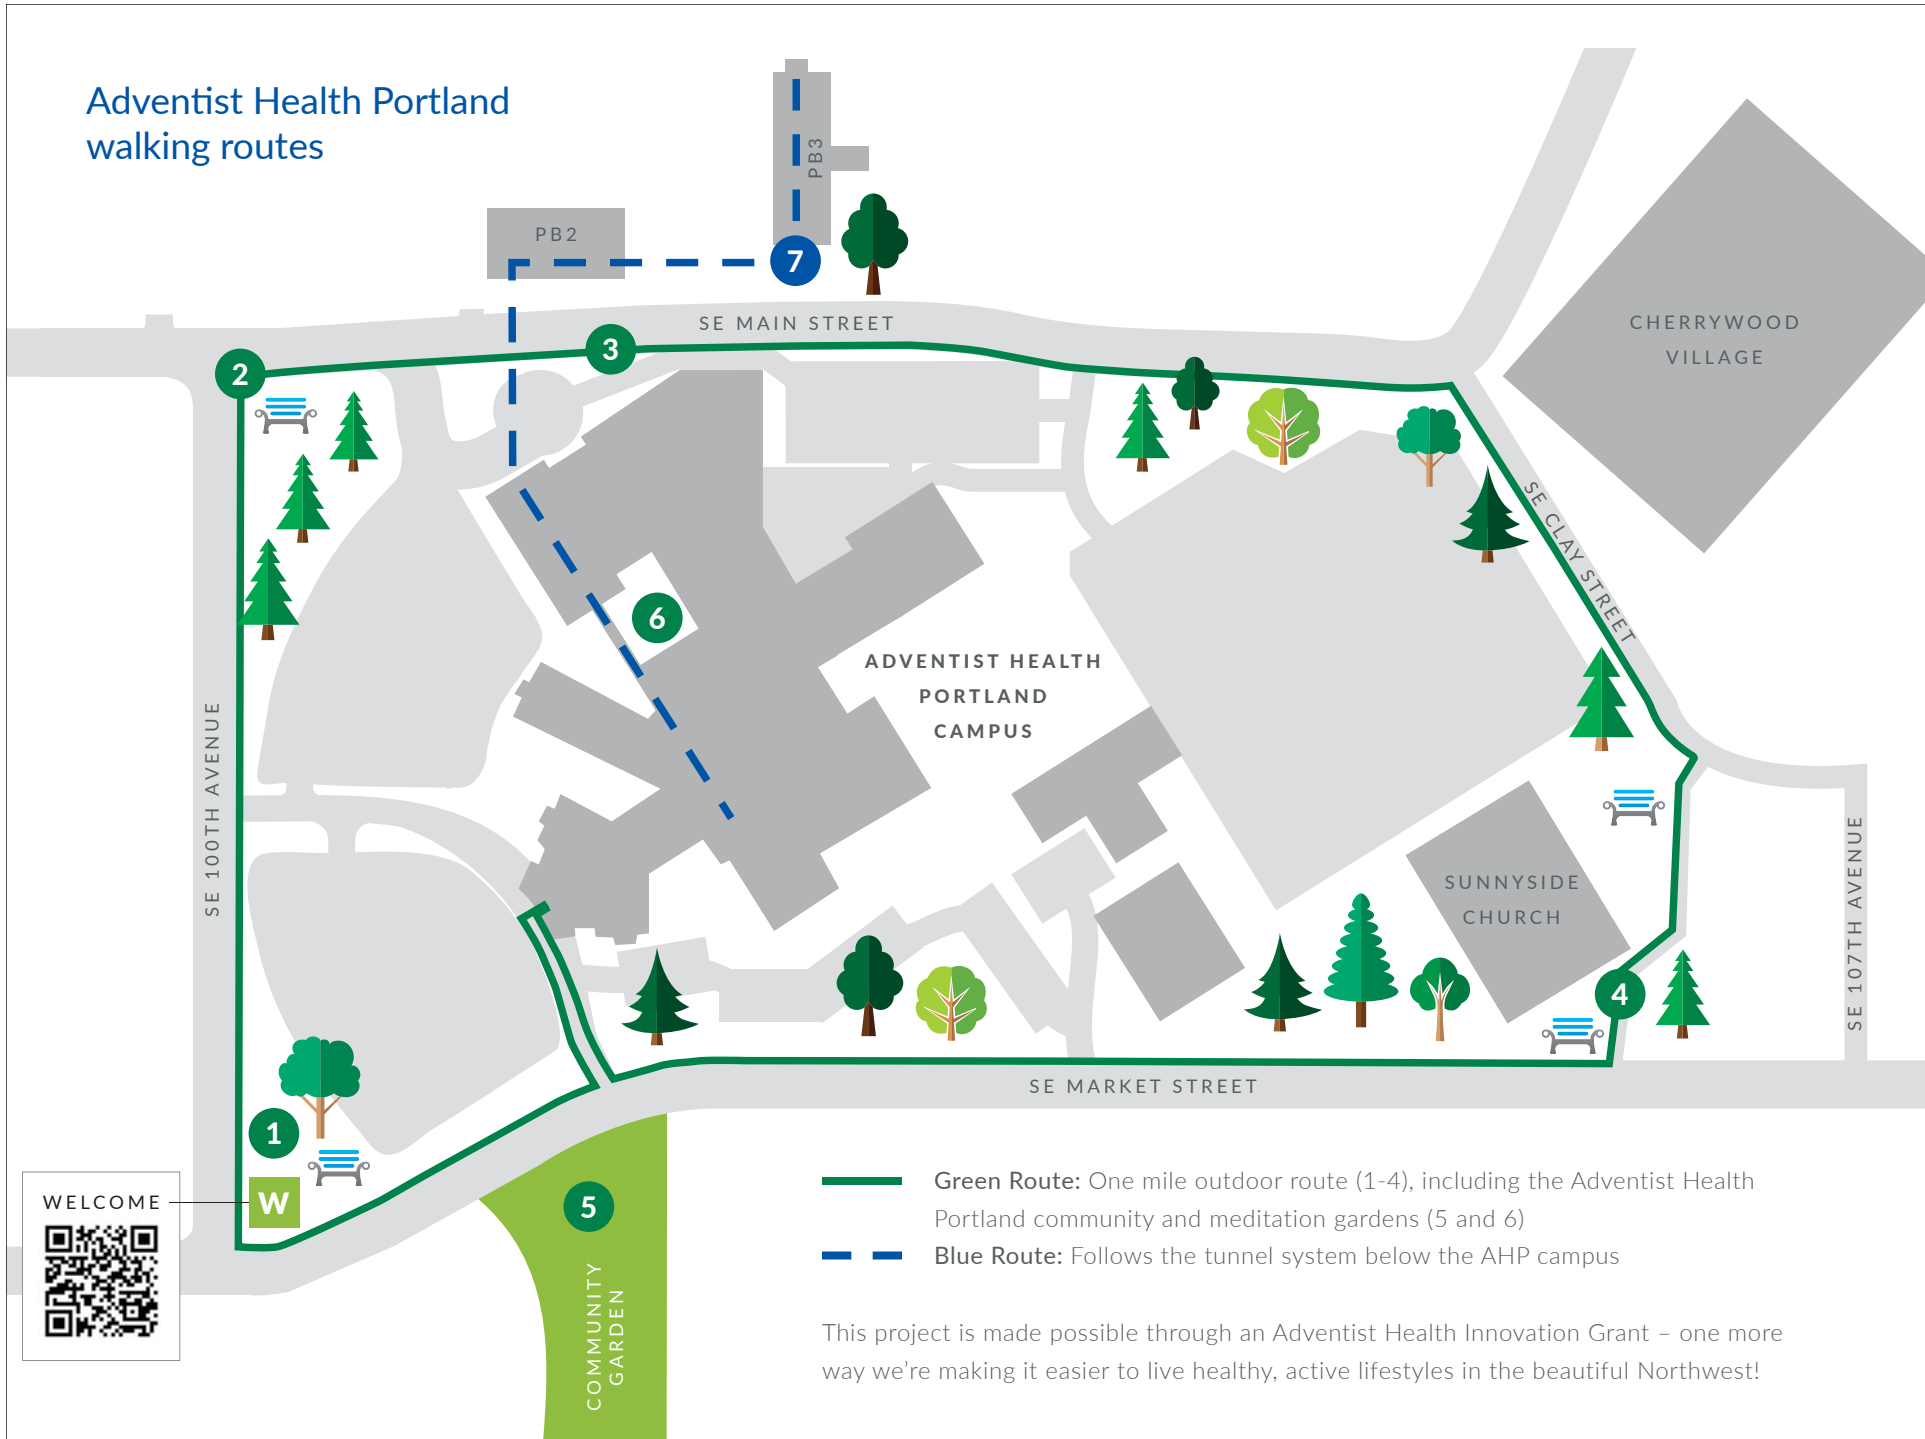 Adventist Health Portland
walking routes
PB3
PB2
7
SE MAIN STREET
3
2
CHERRYWOOD
VILLAGE
SE CLAY STREET
6
ADVENTIST HEALTH
PORTLAND
CAMPUS
SE 100TH AVENUE
SUNNYSIDE
CHURCH
SE 107TH AVENUE
4
SE MARKET STREET
1
WELCOME
W
5
COMMUNITY
GARDEN
Green Route: One mile outdoor route (1-4), including the Adventist Health
Portland community and meditation gardens (5 and 6)
Blue Route: Follows the tunnel system below the AHP campus
This project is made possible through an Adventist Health Innovation Grant – one more
way we’re making it easier to live healthy, active lifestyles in the beautiful Northwest!